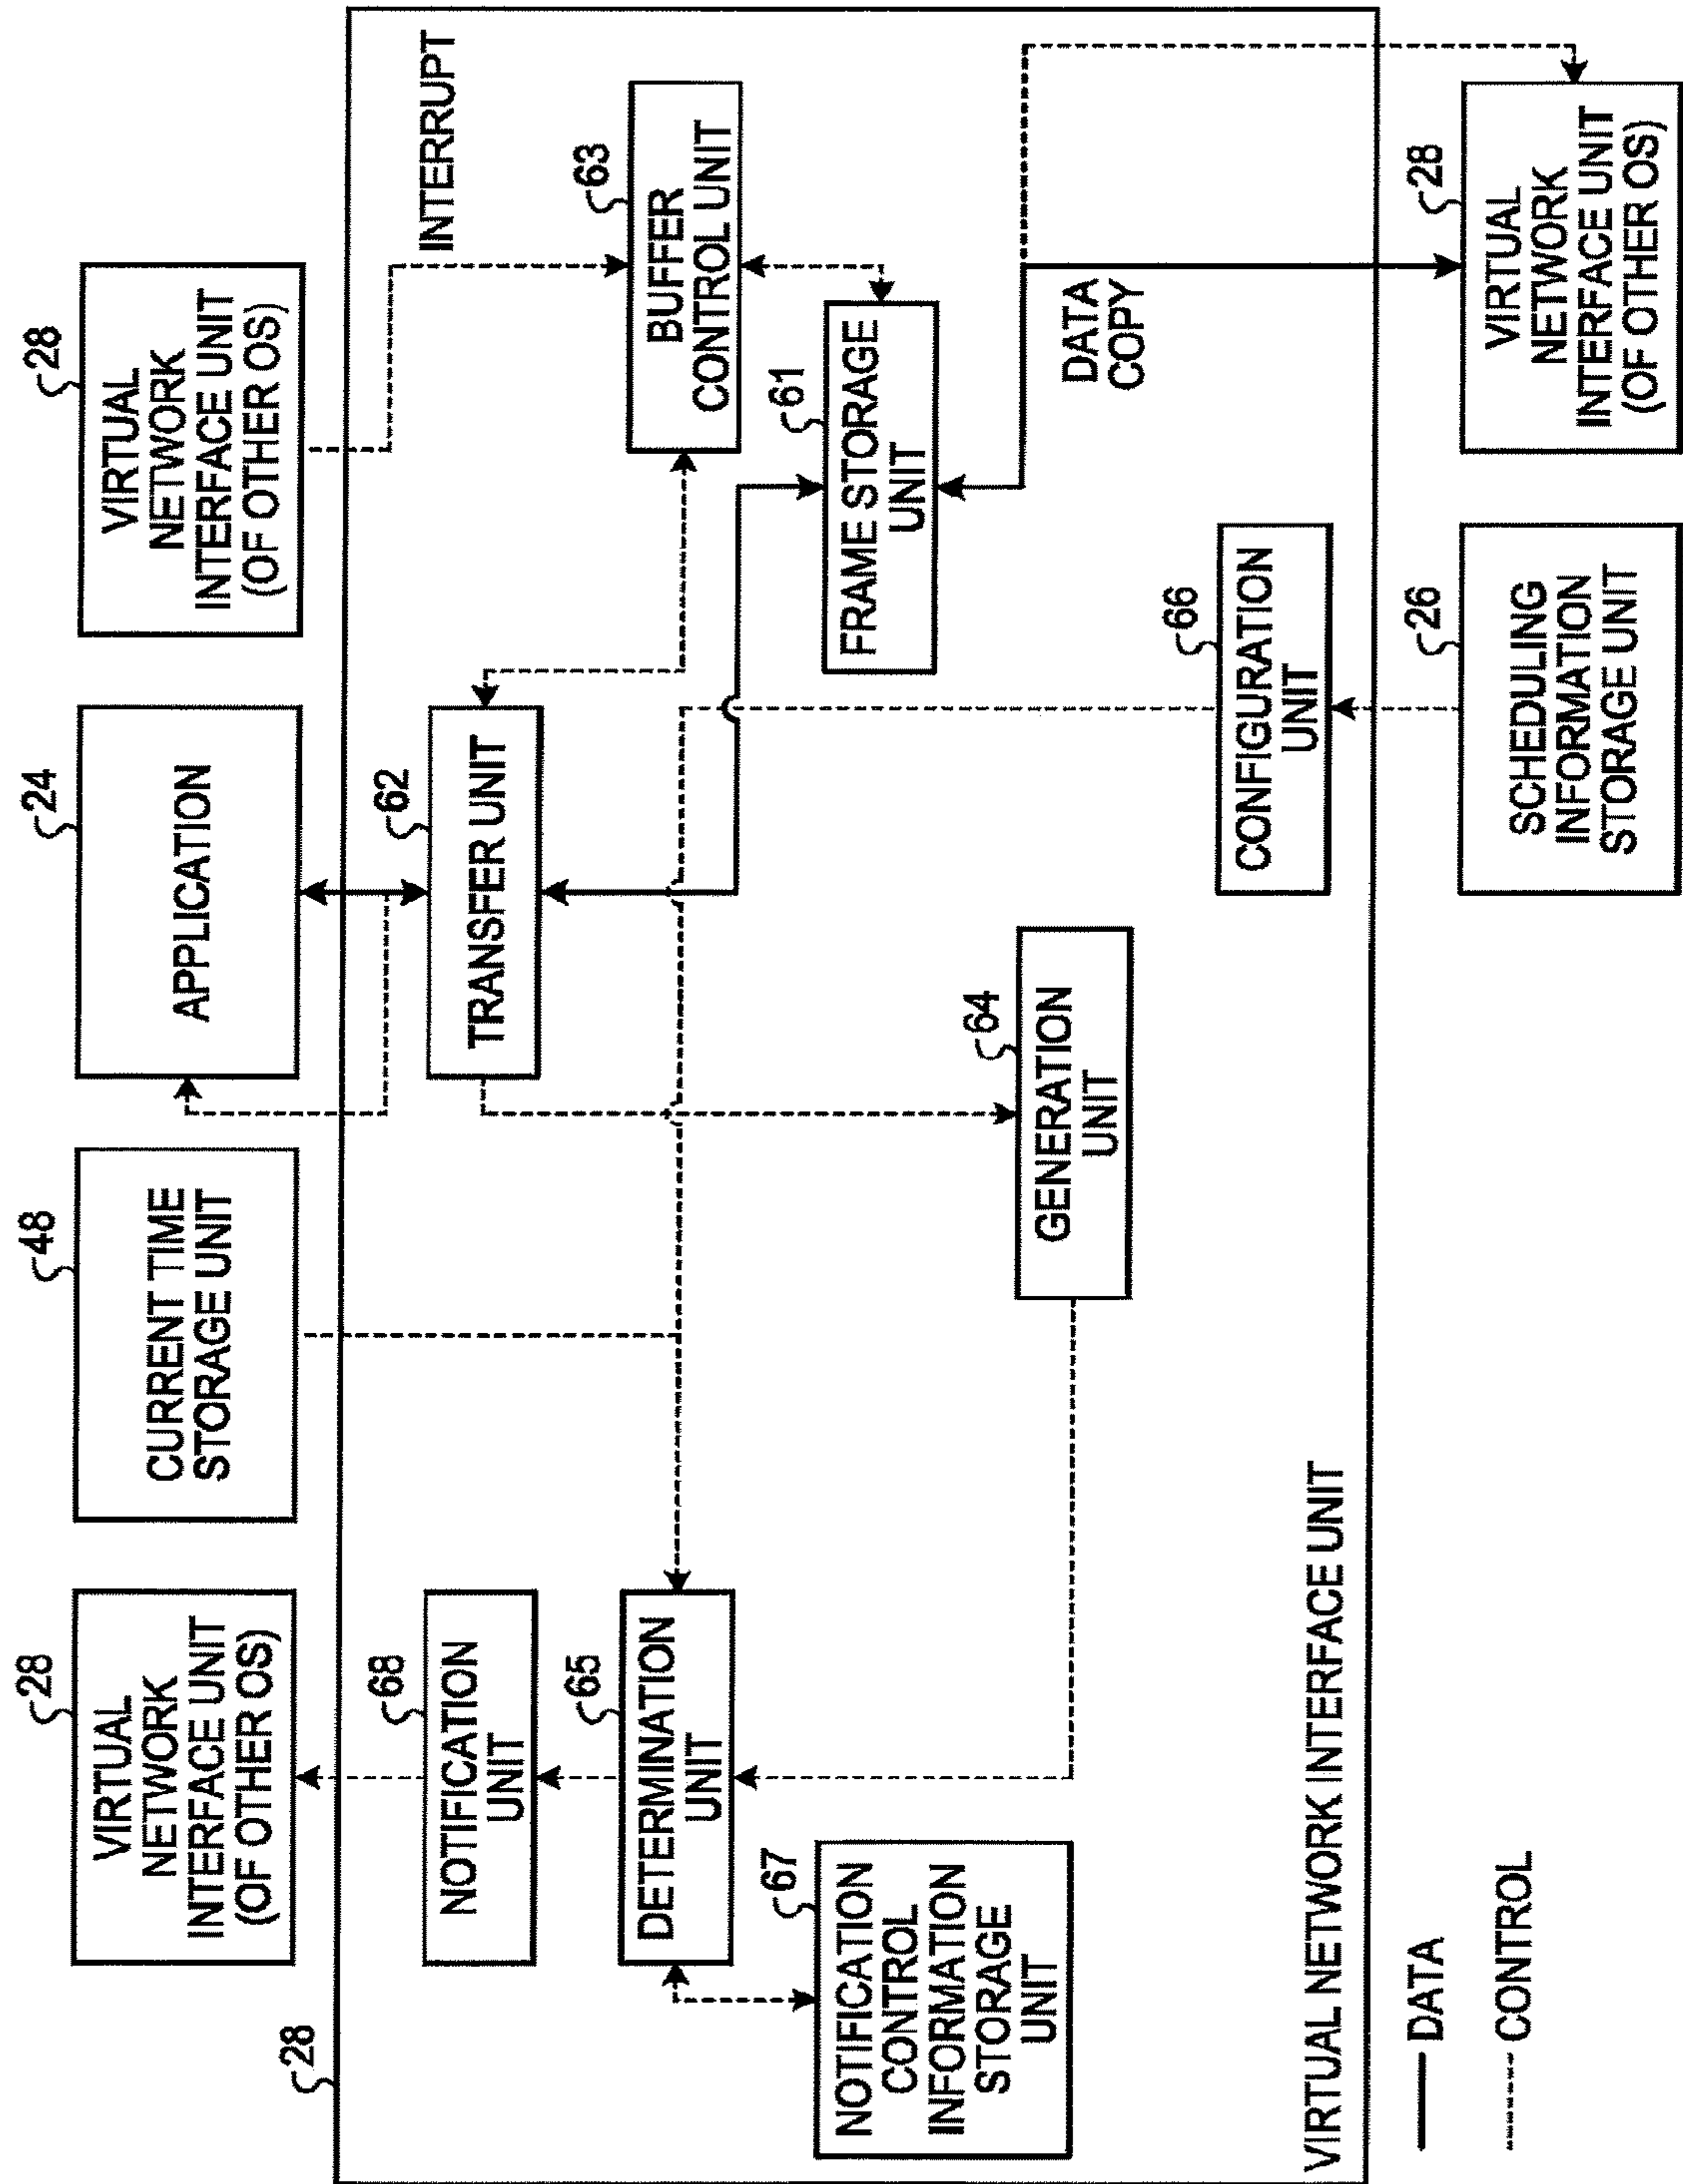 28
VIRTUAL
NETWORK
INTERFACE UNIT
(OF OTHER OS)
48
CURRENT TIME
STORAGE UNIT
24
APPLICATION
28
VIRTUAL
NETWORK
INTERFACE UNIT
(OF OTHER OS)
28
INTERRUPT
68
NOTIFICATION
UNIT
62
TRANSFER UNIT
63
BUFFER
CONTROL UNIT
65
DETERMINATION
UNIT
61
FRAME STORAGE
UNIT
67
NOTIFICATION
CONTROL
INFORMATION
STORAGE
UNIT
64
GENERATION
UNIT
DATA
COPY
66
CONFIGURATION
UNIT
VIRTUAL NETWORK INTERFACE UNIT
26
SCHEDULING
INFORMATION
STORAGE UNIT
28
VIRTUAL
NETWORK
INTERFACE UNIT
(OF OTHER OS)
DATA
CONTROL